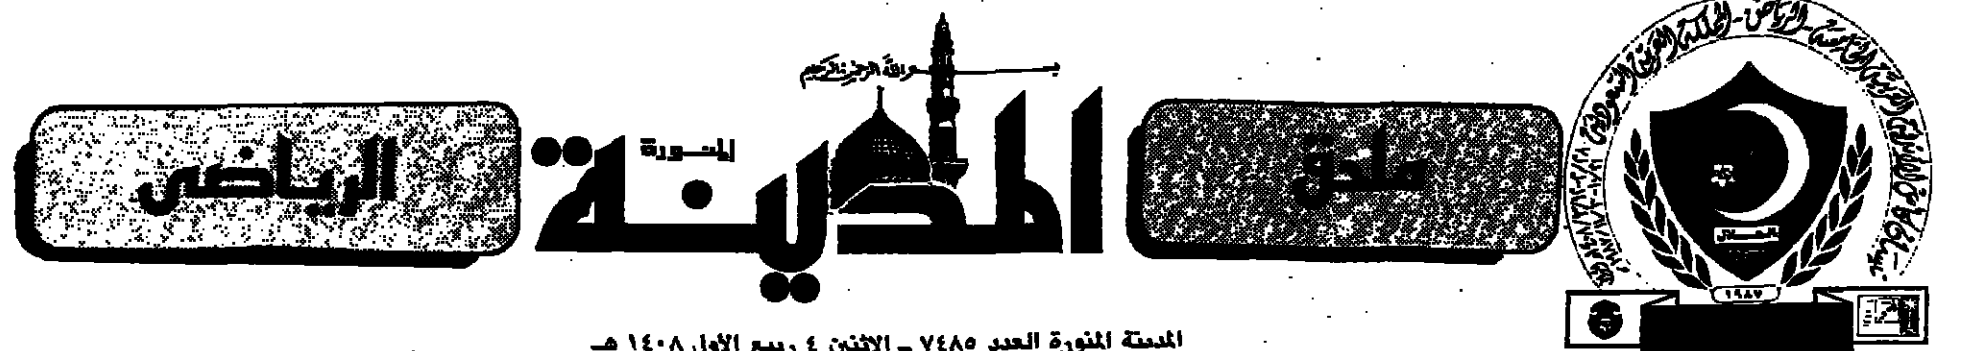 بسم الله الرحمن الرحيم
ملحق
المدينة
المنورة
الرياضي
الهلال
١٩٨٧
المدينة المنورة العدد ٧٤٨٥ ـ الاثنين ٤ ربيع الأول ١٤٠٨ هـ